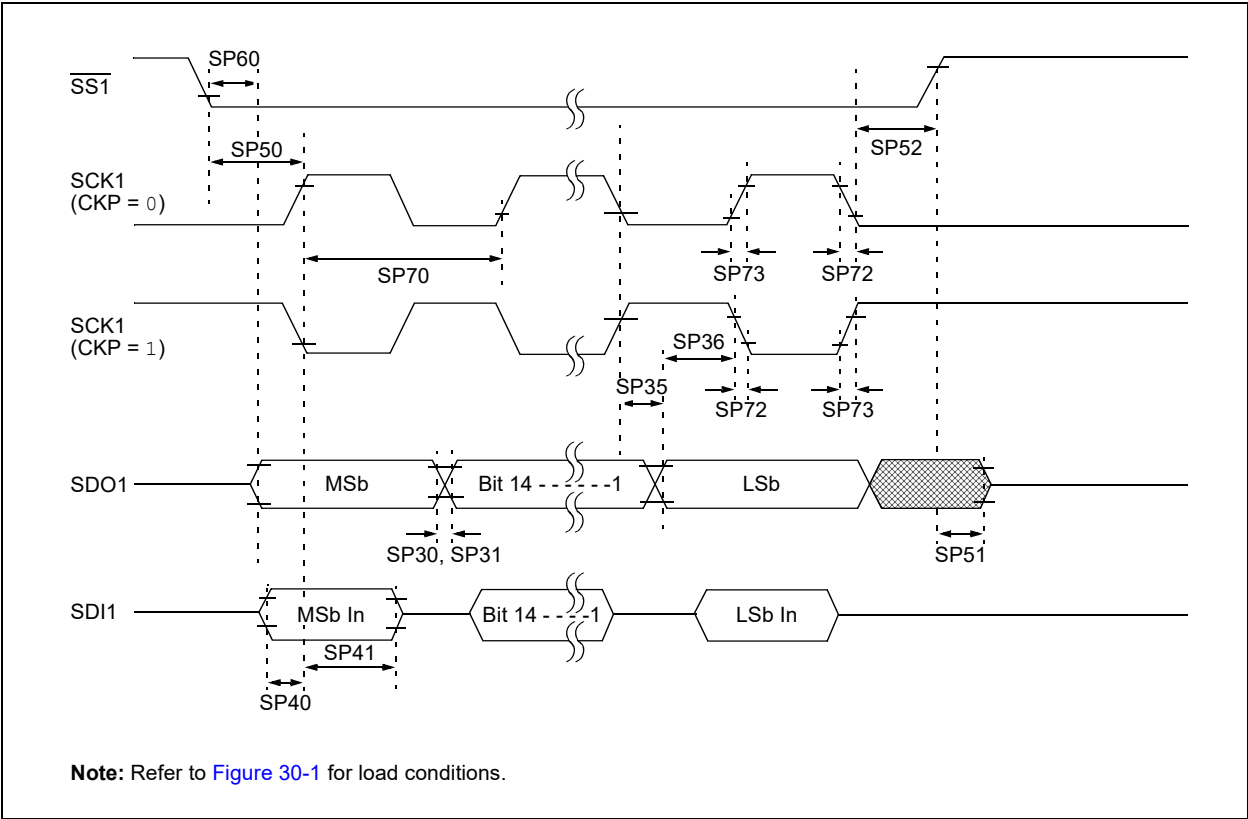 SP60
SS1
SP50
SP52
SCK1
(CKP = 0)
SP70
SP73
SP72
SCK1
(CKP = 1)
SP36
SP35
SP72
SP73
SDO1
MSb
Bit 14 - - - - - -1
LSb
SP30, SP31
SP51
SDI1
MSb In
Bit 14 - - - -1
LSb In
SP41
SP40
Note: Refer to Figure 30-1 for load conditions.